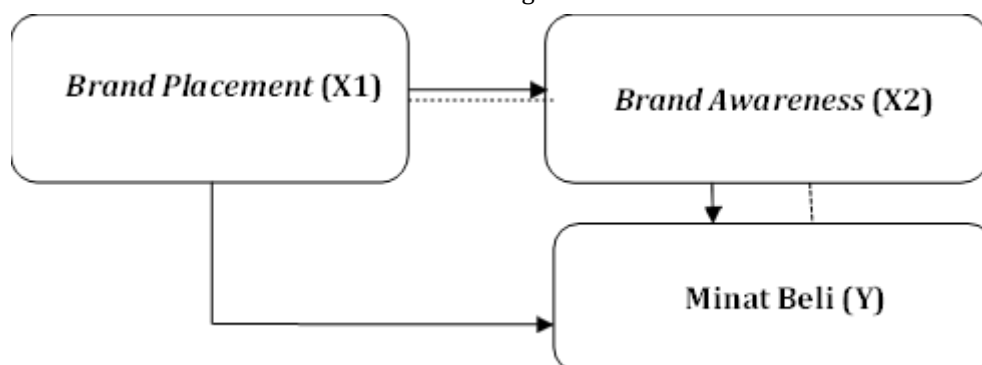 Brand Placement (X1)
Brand Awareness (X2)
Minat Beli (Y)